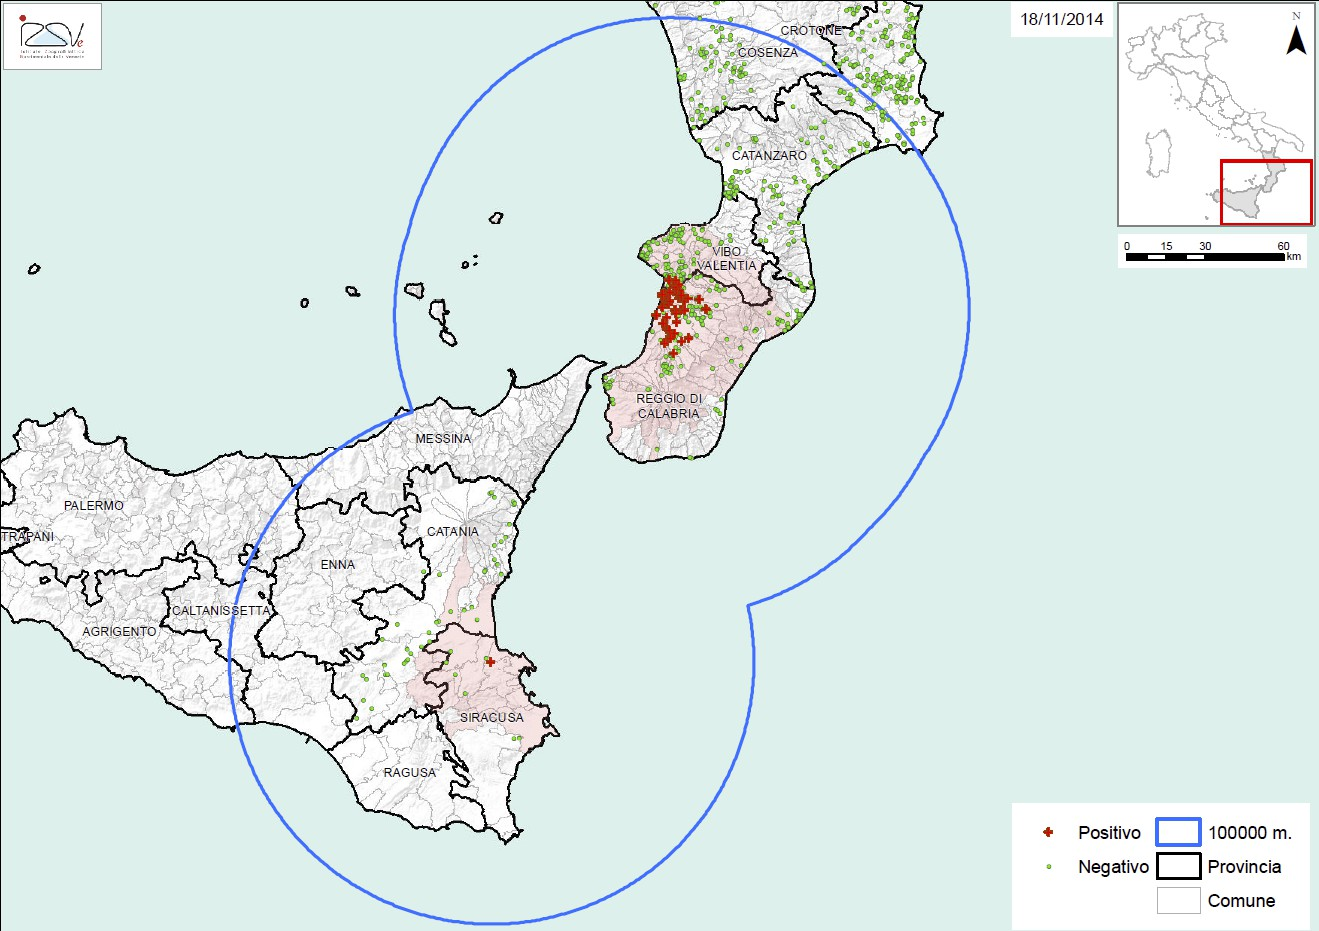 IZSVe
18/11/2014
N
CROTONE
COSENZA
CATANZARO
0 15 30 60
km
VIBO
VALENTIA
REGGIO DI
CALABRIA
MESSINA
PALERMO
TRAPANI
CATANIA
ENNA
CALTANISSETTA
AGRIGENTO
SIRACUSA
RAGUSA
Positivo
100000 m.
Negativo
Provincia
Comune